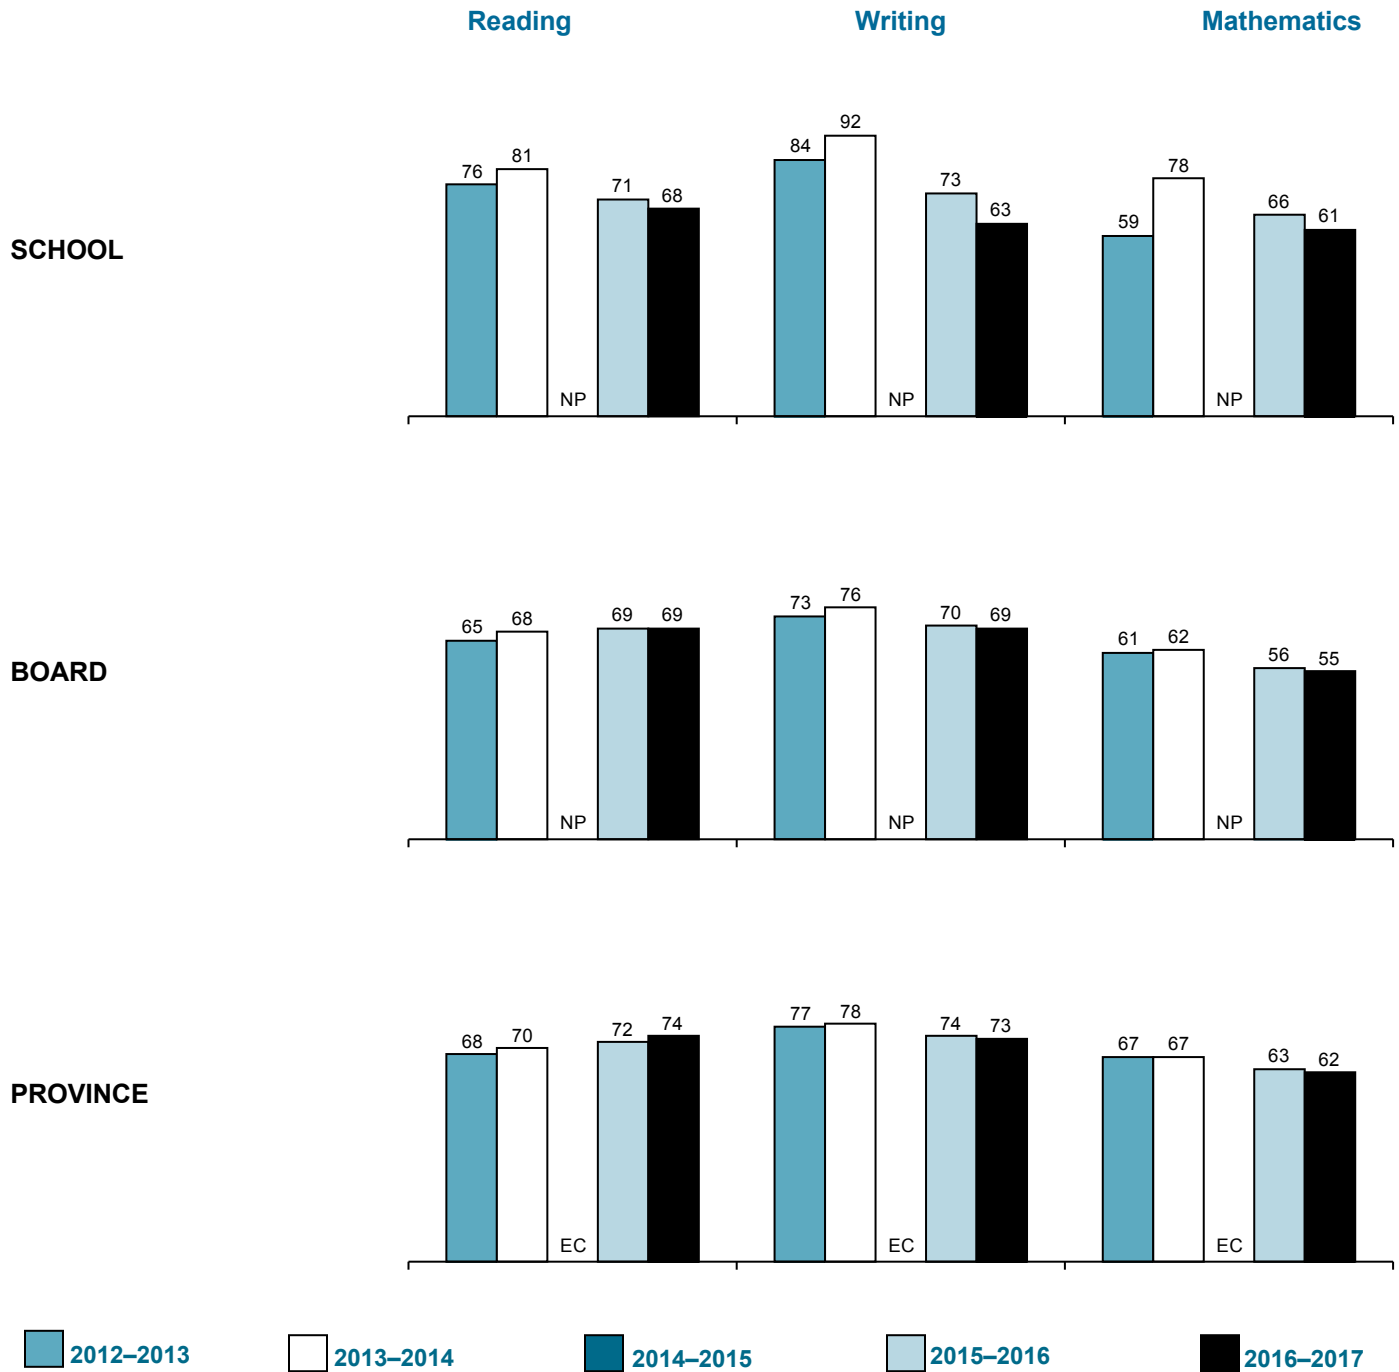 Reading Writing Mathematics
SCHOOL
76 81 NP 71 68
84 92 NP 73 63
59 78 NP 66 61
BOARD
65 68 NP 69 69
73 76 NP 70 69
61 62 NP 56 55
PROVINCE
68 70 EC 72 74
77 78 EC 74 73
67 67 EC 63 62
2012–2013 2013–2014 2014–2015 2015–2016 2016–2017